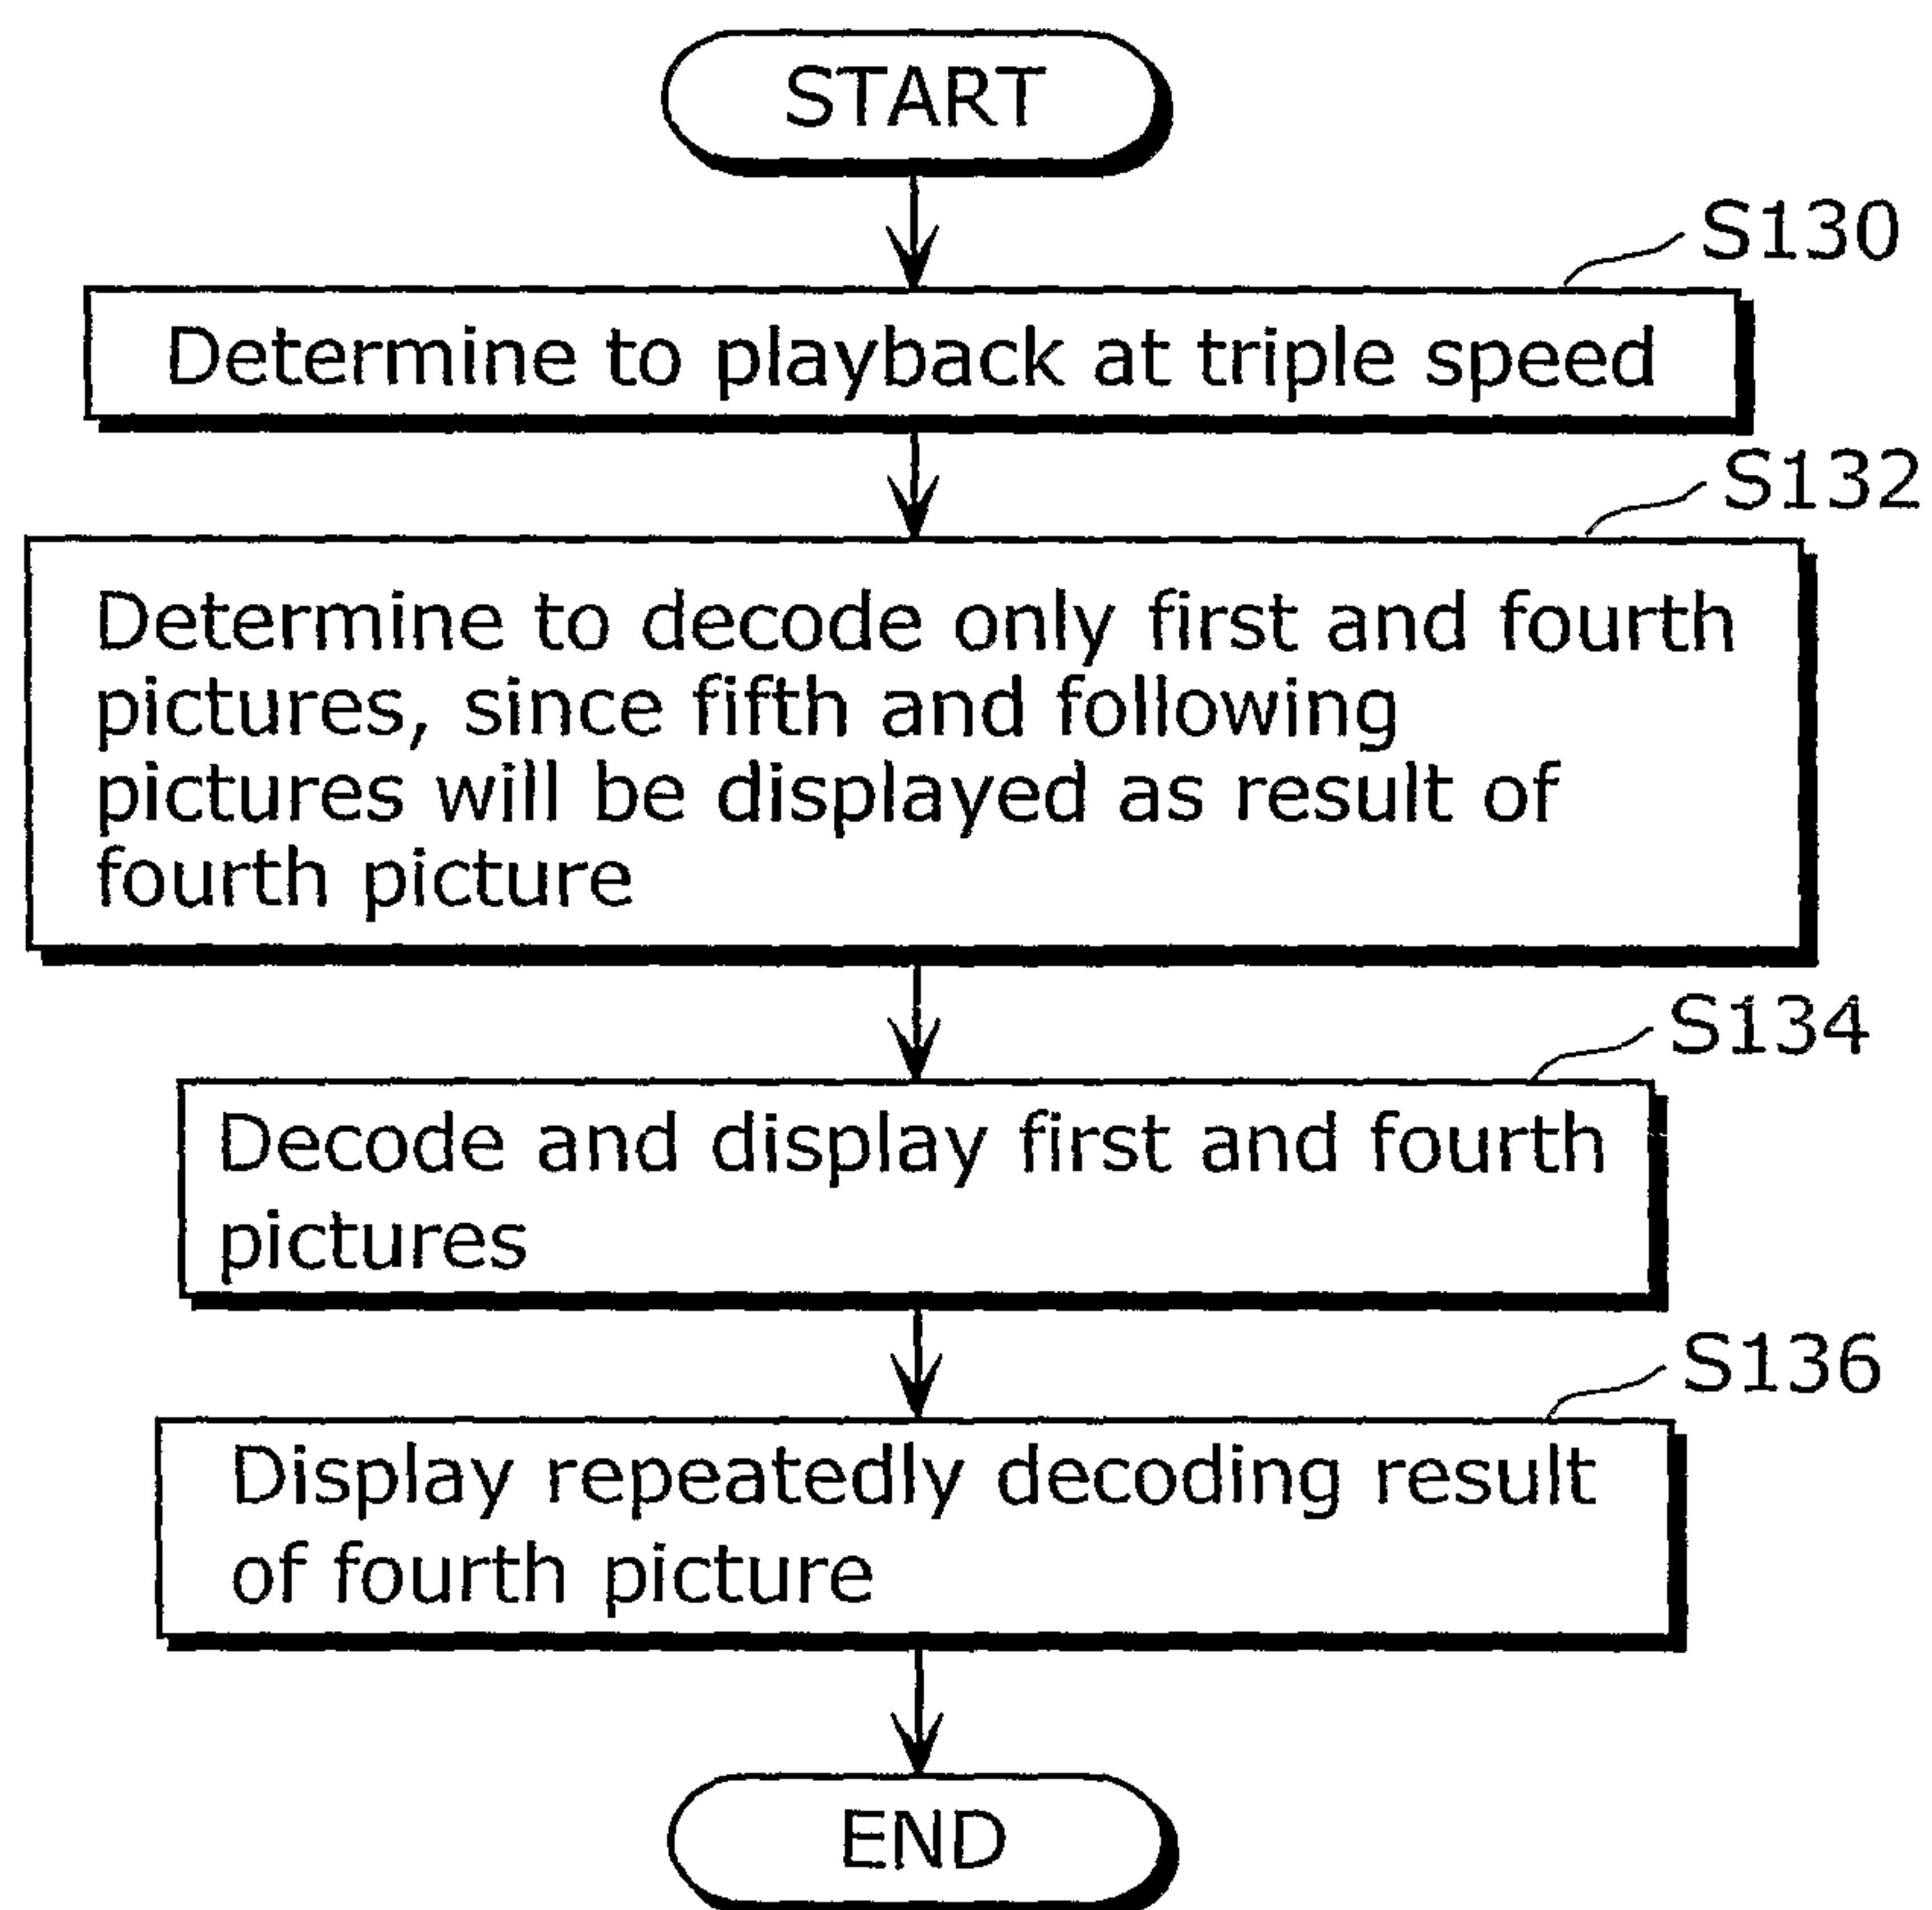 START
S130
Determine to playback at triple speed
S132
Determine to decode only first and fourth
pictures, since fifth and following
pictures will be displayed as result of
fourth picture
S134
Decode and display first and fourth
pictures
S136
Display repeatedly decoding result
of fourth picture
END